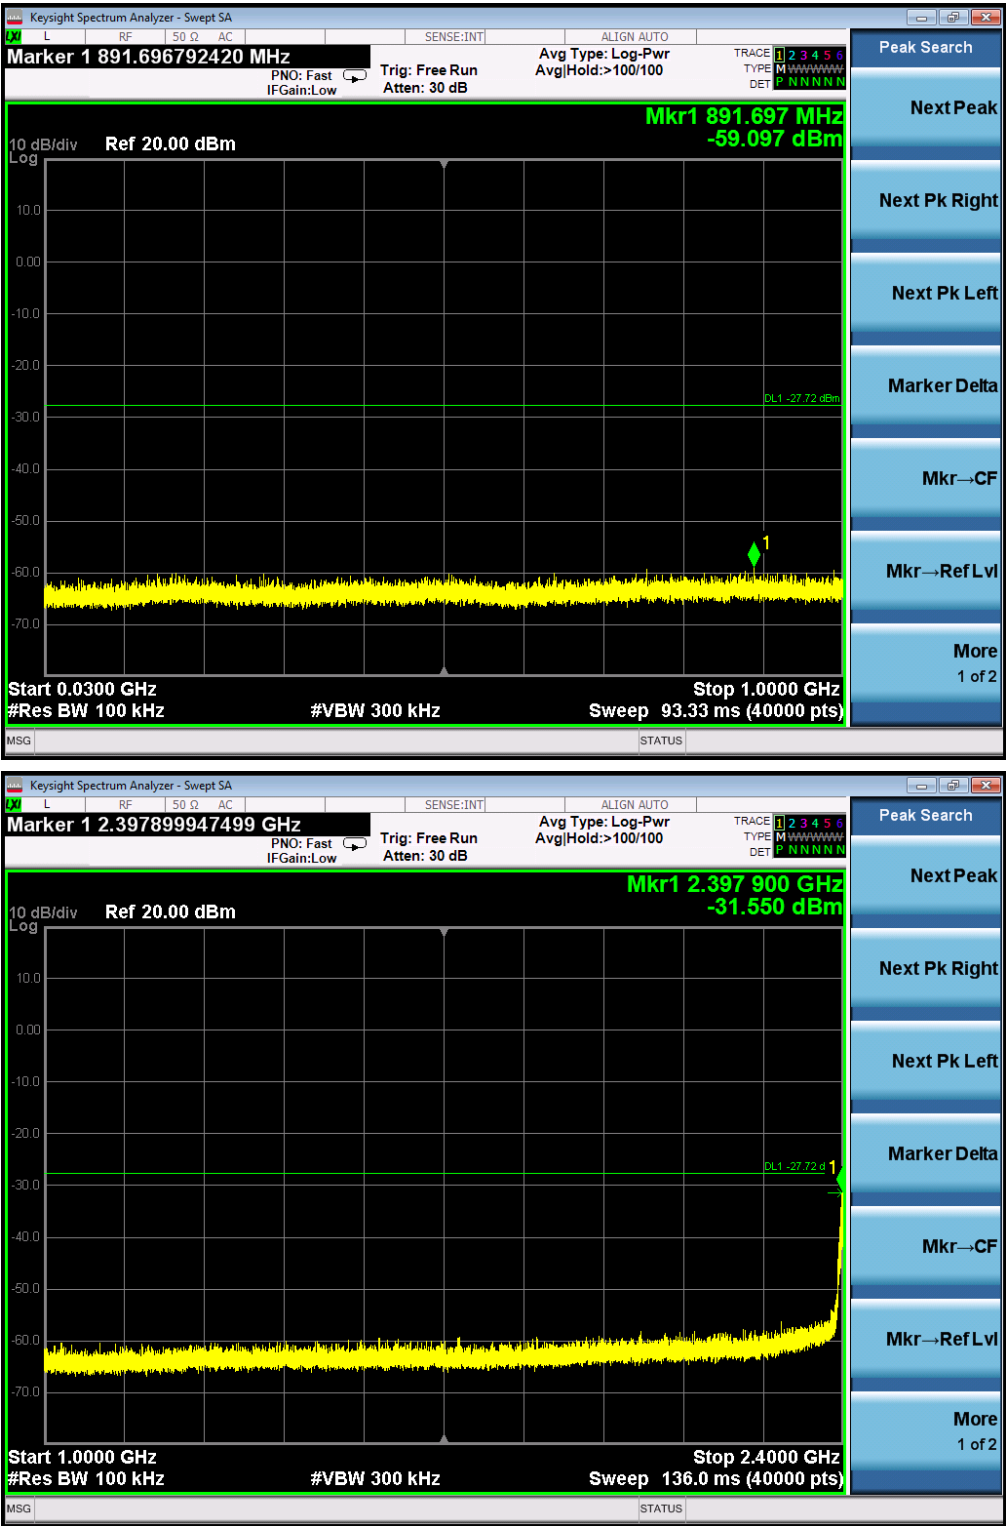 Keysight Spectrum Analyzer - Swept SA
LXI L RF 50 Ω AC SENSE:INT ALIGN AUTO
Marker 1 891.696792420 MHz
PNO: Fast
IFGain:Low
Trig: Free Run
Atten: 30 dB
Avg Type: Log-Pwr
Avg|Hold:>100/100
TRACE 1 2 3 4 5 6
TYPE M WWWWW
DET P N N N N N
Mkr1 891.697 MHz
-59.097 dBm
10 dB/div Ref 20.00 dBm
Log
10.0
0.00
-10.0
-20.0
DL1 -27.72 dBm
-30.0
-40.0
-50.0
1
-60.0
-70.0
Start 0.0300 GHz Stop 1.0000 GHz
#Res BW 100 kHz #VBW 300 kHz Sweep 93.33 ms (40000 pts)
MSG STATUS
Peak Search
Next Peak
Next Pk Right
Next Pk Left
Marker Delta
Mkr→CF
Mkr→Ref Lvl
More
1 of 2
Keysight Spectrum Analyzer - Swept SA
LXI L RF 50 Ω AC SENSE:INT ALIGN AUTO
Marker 1 2.397899947499 GHz
PNO: Fast
IFGain:Low
Trig: Free Run
Atten: 30 dB
Avg Type: Log-Pwr
Avg|Hold:>100/100
TRACE 1 2 3 4 5 6
TYPE M WWWWW
DET P N N N N N
Mkr1 2.397 900 GHz
-31.550 dBm
10 dB/div Ref 20.00 dBm
Log
10.0
0.00
-10.0
-20.0
DL1 -27.72 d 1
-30.0
-40.0
-50.0
-60.0
-70.0
Start 1.0000 GHz Stop 2.4000 GHz
#Res BW 100 kHz #VBW 300 kHz Sweep 136.0 ms (40000 pts)
MSG STATUS
Peak Search
Next Peak
Next Pk Right
Next Pk Left
Marker Delta
Mkr→CF
Mkr→Ref Lvl
More
1 of 2